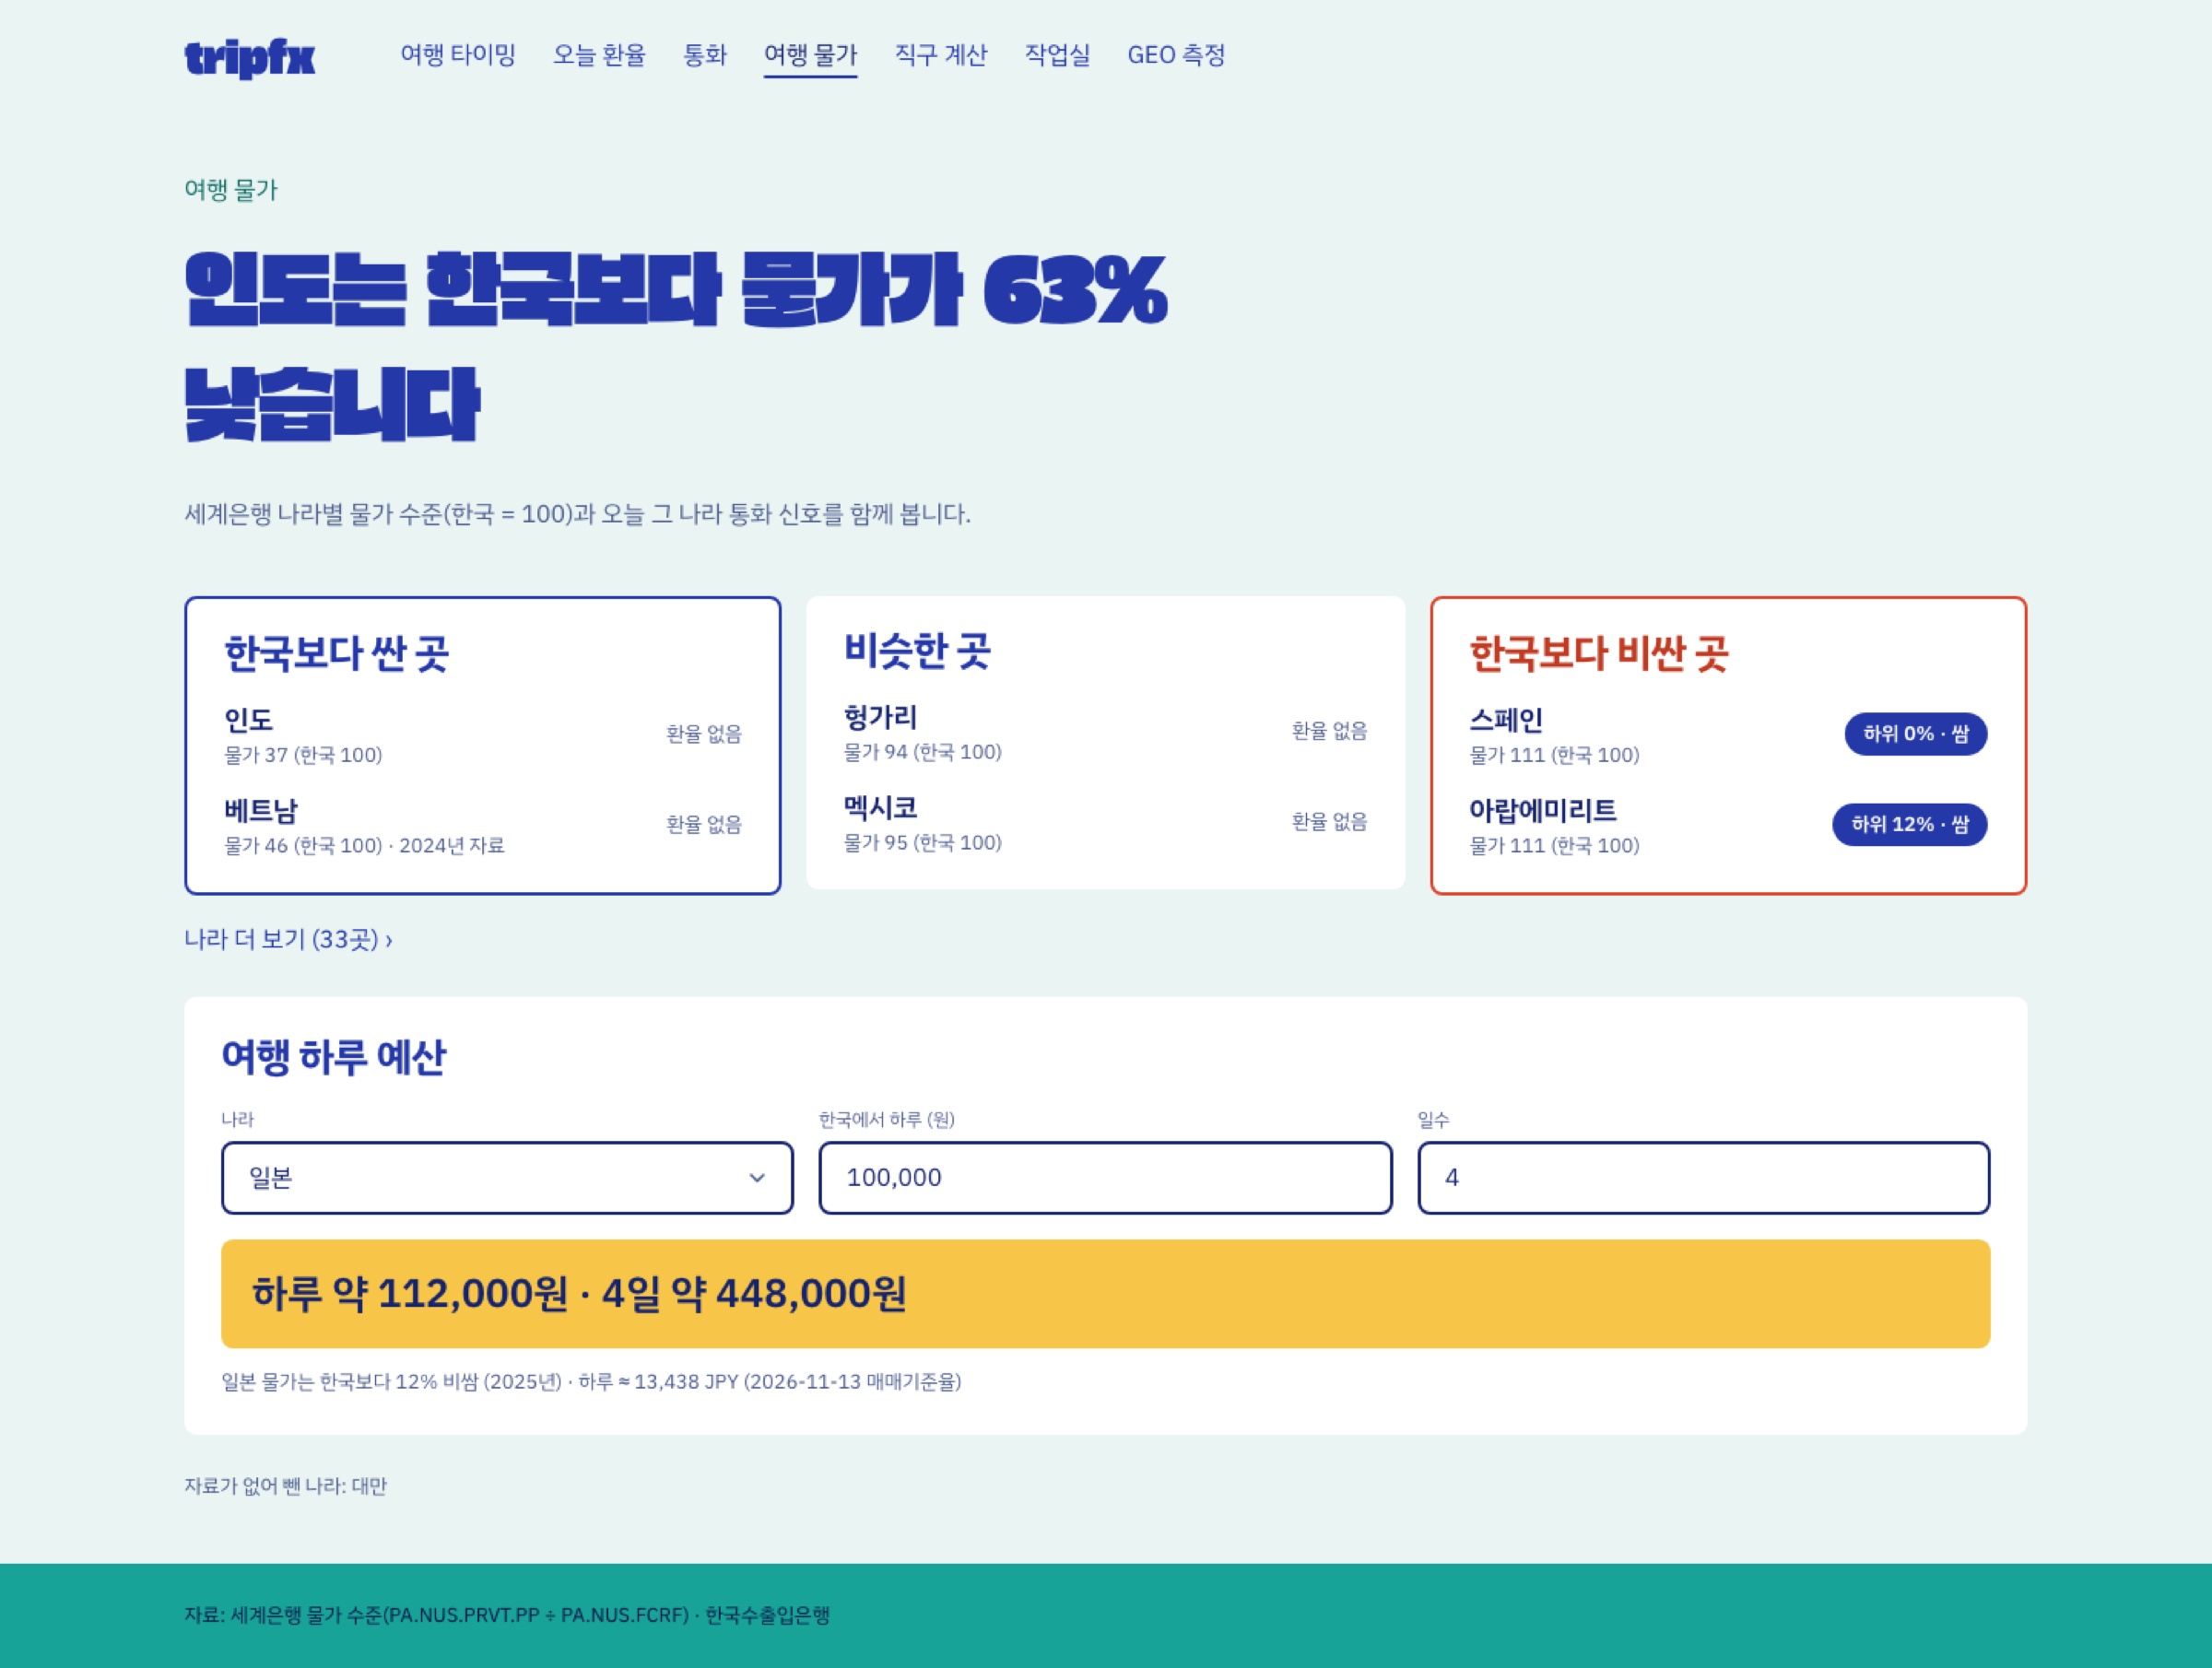 tripfx
여행 타이밍 오늘 환율 통화 여행 물가 직구 계산 작업실 GEO 측정
여행 물가
인도는 한국보다 물가가 63%
낮습니다
세계은행 나라별 물가 수준(한국 = 100)과 오늘 그 나라 통화 신호를 함께 봅니다.
한국보다 싼 곳
인도
물가 37 (한국 100)
환율 없음
베트남
물가 46 (한국 100) · 2024년 자료
환율 없음
비슷한 곳
헝가리
물가 94 (한국 100)
환율 없음
멕시코
물가 95 (한국 100)
환율 없음
한국보다 비싼 곳
스페인
물가 111 (한국 100)
하위 0% · 쌈
아랍에미리트
물가 111 (한국 100)
하위 12% · 쌈
나라 더 보기 (33곳) ›
여행 하루 예산
나라
일본
한국에서 하루 (원)
100,000
일수
4
하루 약 112,000원 · 4일 약 448,000원
일본 물가는 한국보다 12% 비쌈 (2025년) · 하루 ≈ 13,438 JPY (2026-11-13 매매기준율)
자료가 없어 뺀 나라: 대만
자료: 세계은행 물가 수준(PA.NUS.PRVT.PP ÷ PA.NUS.FCRF) · 한국수출입은행